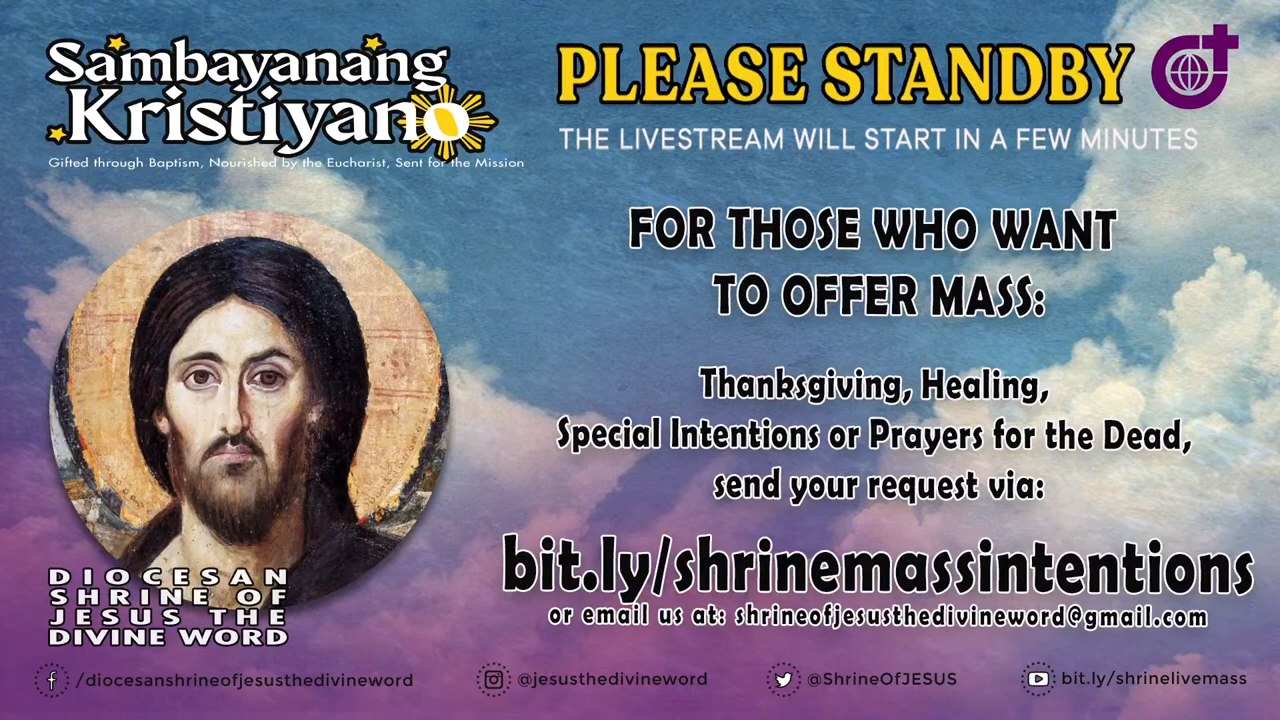 Sambayanang
Kristiyano
Gifted through Baptism, Nourished by the Eucharist, Sent for the Mission
PLEASE STANDBY
THE LIVESTREAM WILL START IN A FEW MINUTES
FOR THOSE WHO WANT
TO OFFER MASS:
Thanksgiving, Healing,
Special Intentions or Prayers for the Dead,
send your request via:
bit.ly/shrinemassintentions
or email us at: shrineofjesusthedivineword@gmail.com
DIOCESAN
SHRINE OF
JESUS THE
DIVINE WORD
/diocesanshrineofjesusthedivineword
@jesusthedivineword
@ShrineOfJESUS
bit.ly/shrinelivemass